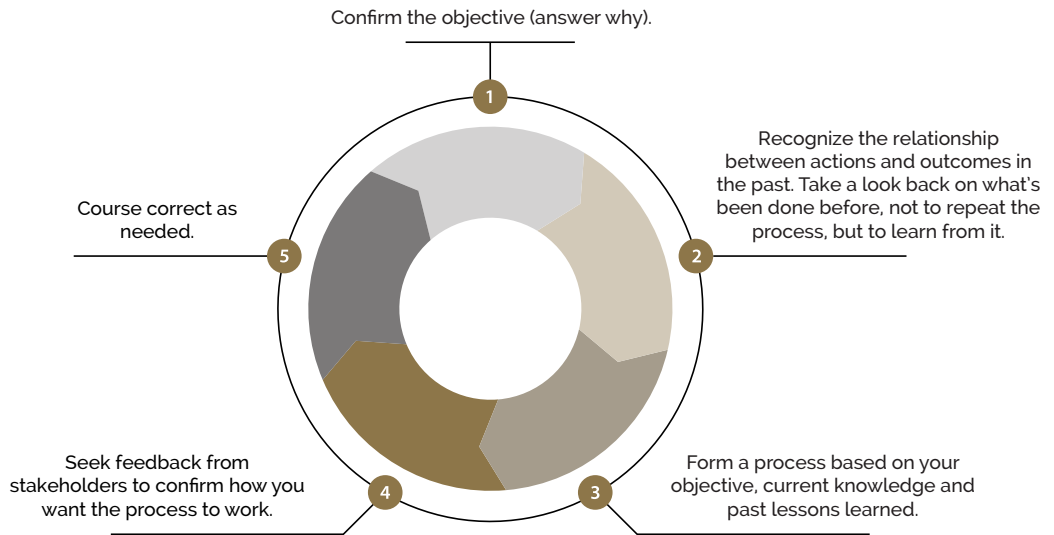 Confirm the objective (answer why).
1
Recognize the relationship
between actions and outcomes in
the past. Take a look back on what's
been done before, not to repeat the
process, but to learn from it.
2
Form a process based on your
objective, current knowledge and
past lessons learned.
3
Seek feedback from
stakeholders to confirm how you
want the process to work.
4
Course correct as
needed.
5